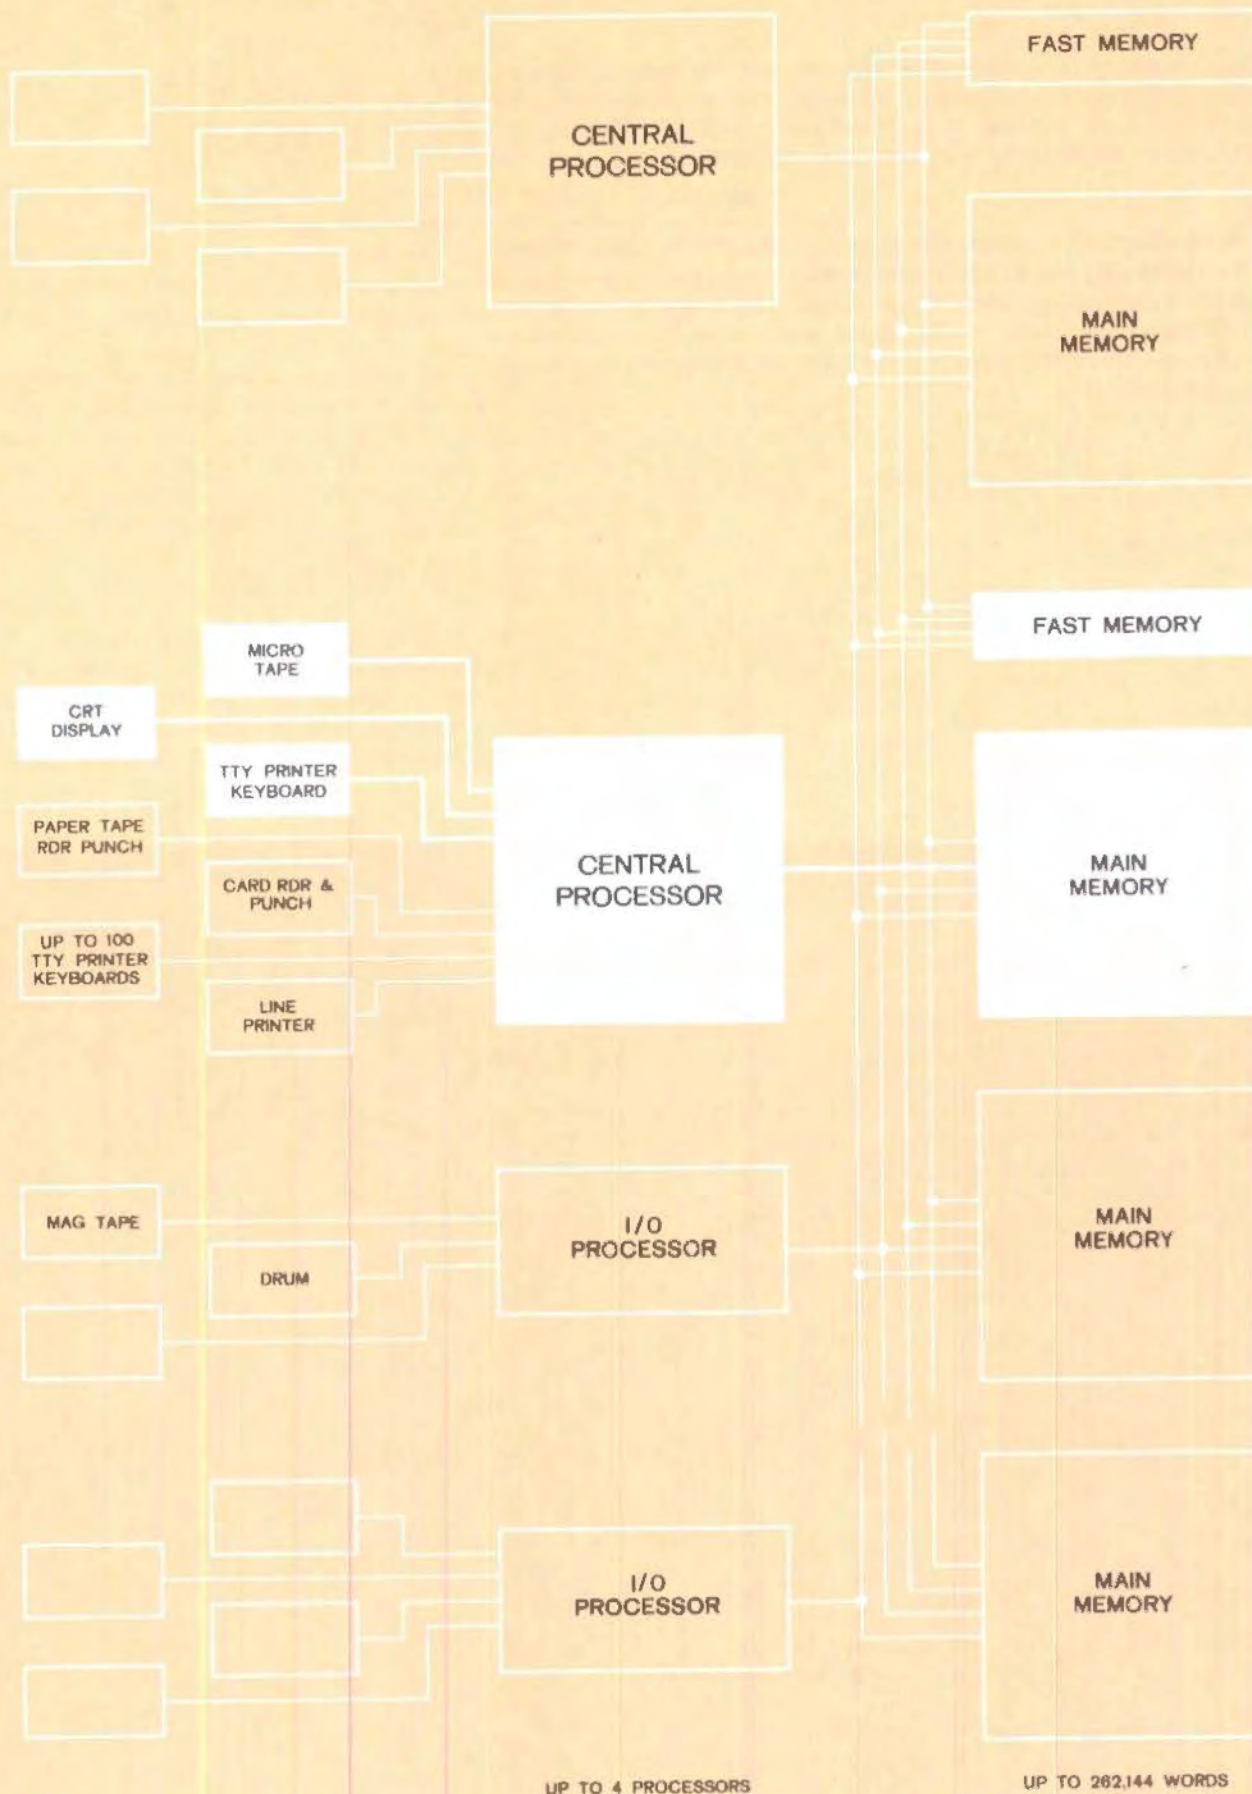 FAST MEMORY
CENTRAL
PROCESSOR
MAIN
MEMORY
FAST MEMORY
MICRO
TAPE
CRT
DISPLAY
TTY PRINTER
KEYBOARD
PAPER TAPE
RDR PUNCH
CENTRAL
PROCESSOR
MAIN
MEMORY
CARD RDR &
PUNCH
UP TO 100
TTY PRINTER
KEYBOARDS
LINE
PRINTER
MAG TAPE
I/O
PROCESSOR
MAIN
MEMORY
DRUM
I/O
PROCESSOR
MAIN
MEMORY
UP TO 4 PROCESSORS
UP TO 262,144 WORDS